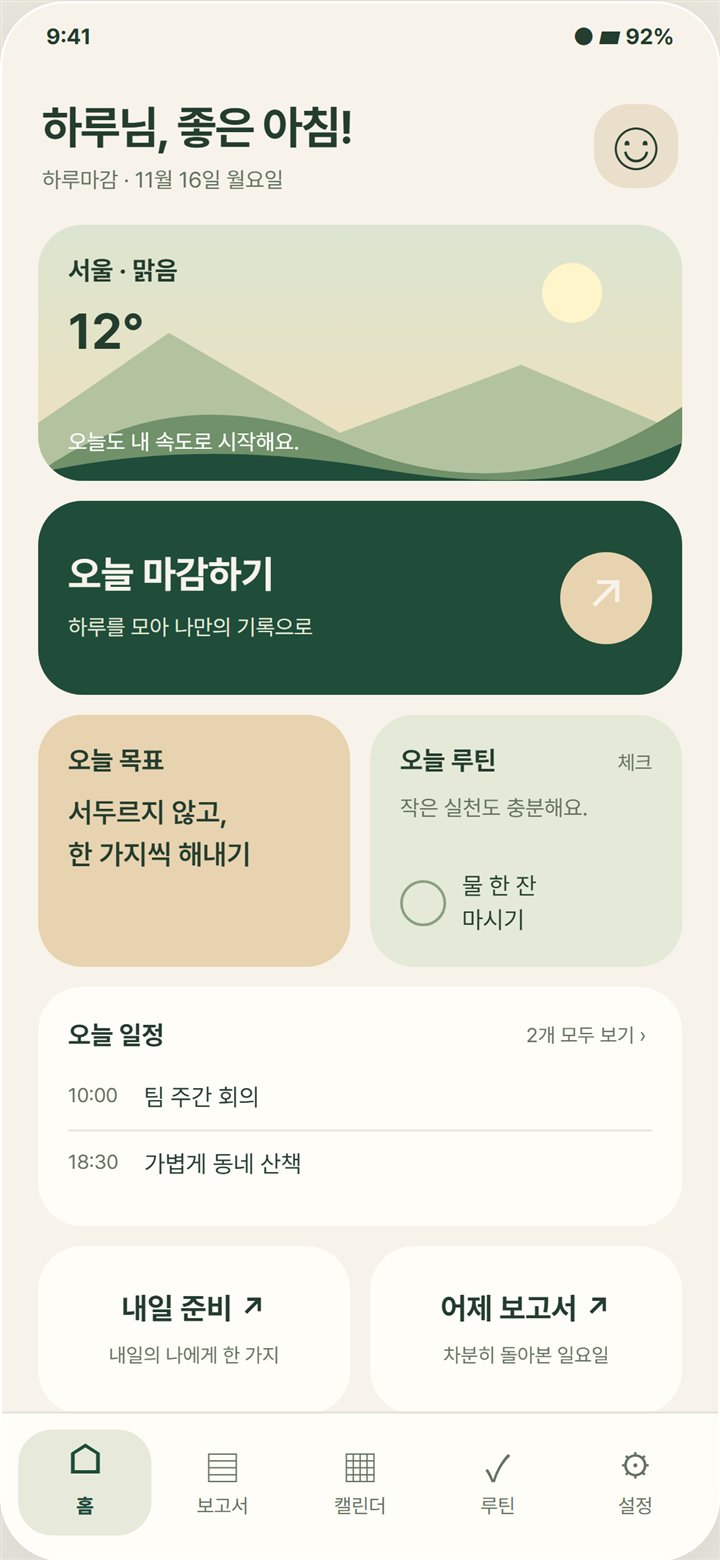 9:41
92%
하루님, 좋은 아침!
하루마감 · 11월 16일 월요일
서울 · 맑음
12°
오늘도 내 속도로 시작해요.
오늘 마감하기
하루를 모아 나만의 기록으로
오늘 목표
서두르지 않고,
한 가지씩 해내기
오늘 루틴
체크
작은 실천도 충분해요.
물 한 잔
마시기
오늘 일정
2개 모두 보기 ›
10:00 팀 주간 회의
18:30 가볍게 동네 산책
내일 준비 ↗
내일의 나에게 한 가지
어제 보고서 ↗
차분히 돌아본 일요일
홈
보고서
캘린더
루틴
설정